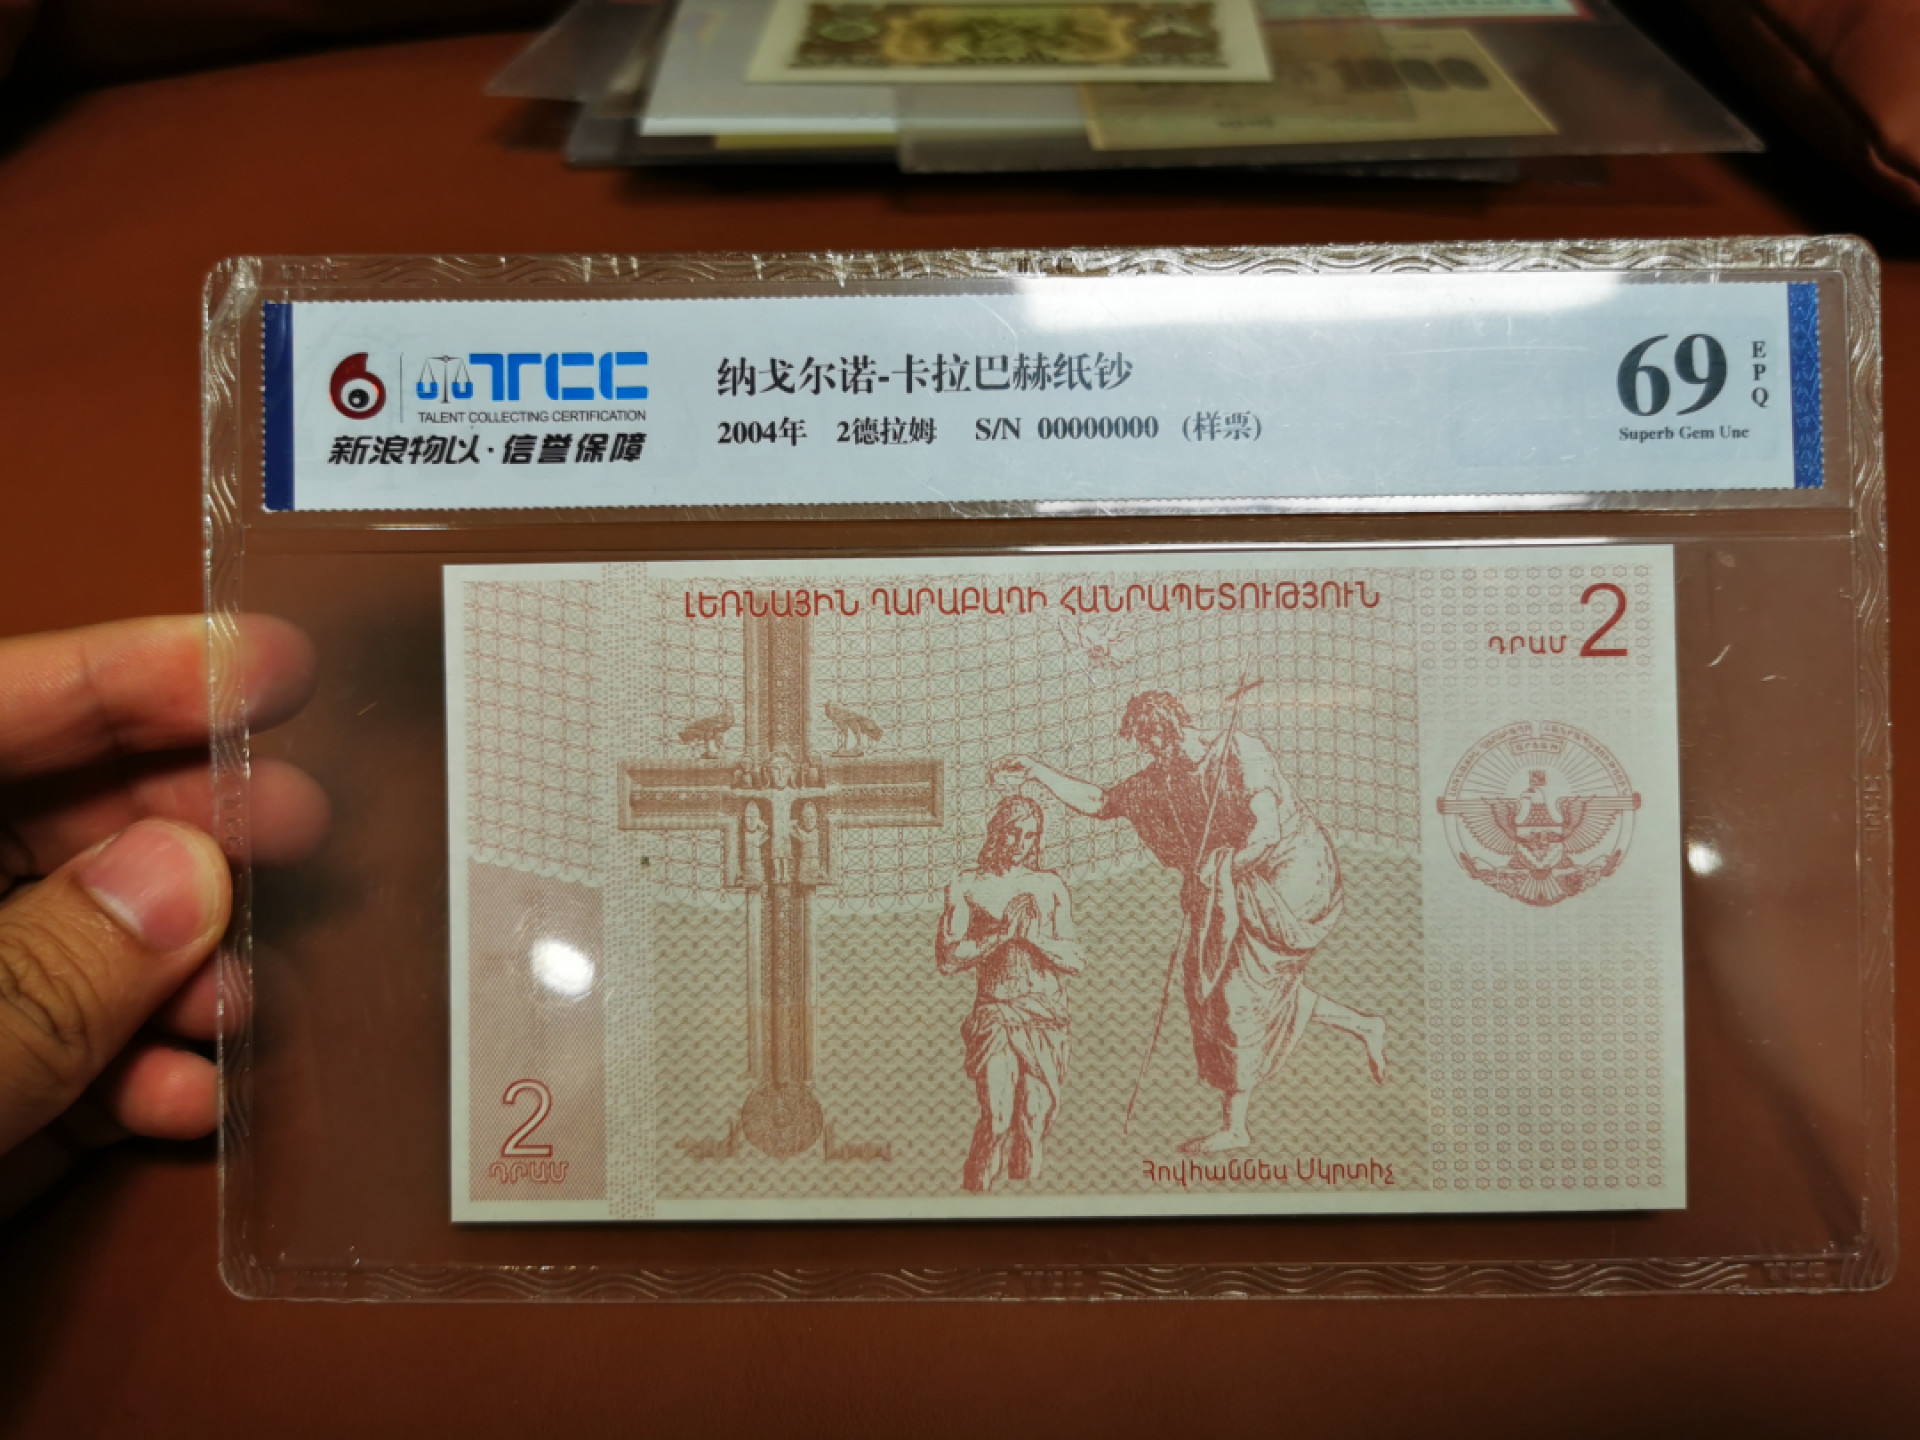 1000
TCC
TALENT COLLECTING CERTIFICATION
新浪物以·信誉保障
纳戈尔诺-卡拉巴赫纸钞
2004年 2德拉姆 S/N 00000000 (样票)
69
EPQ
Superb Gem Unc
ԼԵՌՆԱՅԻՆ ՂԱՐԱԲԱՂԻ ՀԱՆՐԱՊԵՏՈՒԹՅՈՒՆ
ԴՐԱՄ 2
2
ԴՐԱՄ
Հովհաննես Մկրտիչ